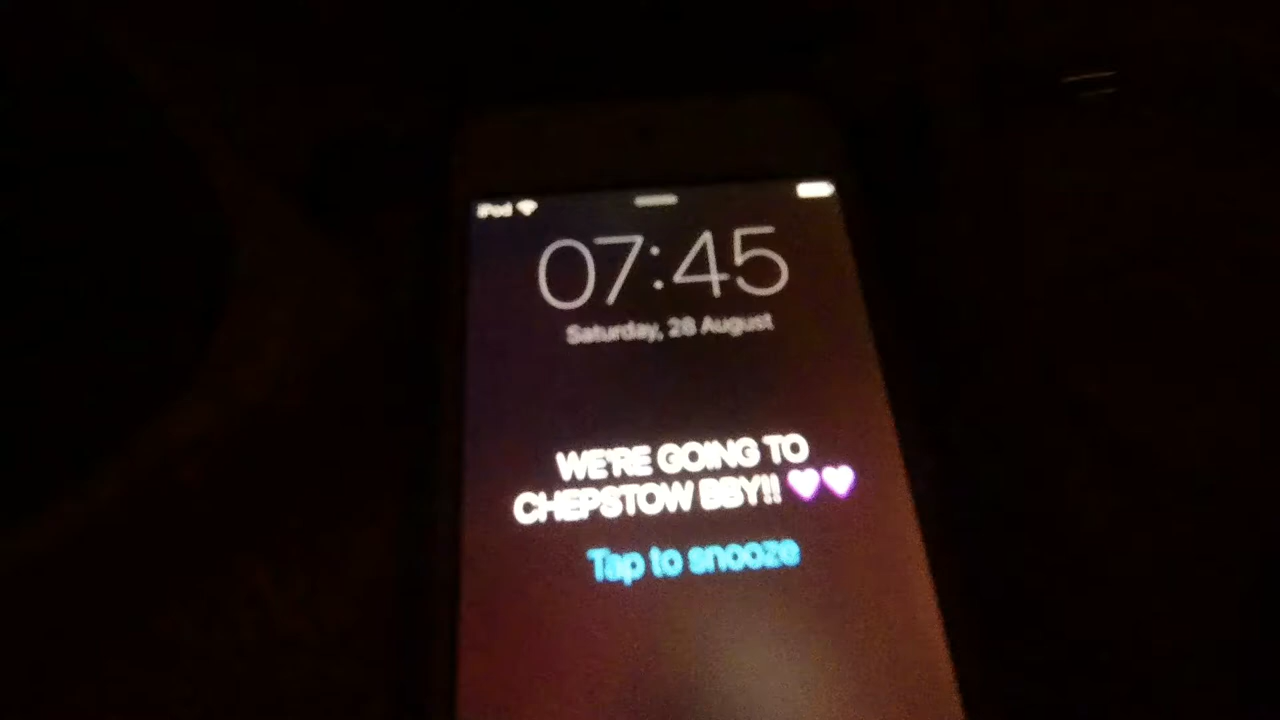 iPod
07:45
Saturday, 28 August
WE'RE GOING TO
CHEPSTOW BBY!! 💜💜
Tap to snooze